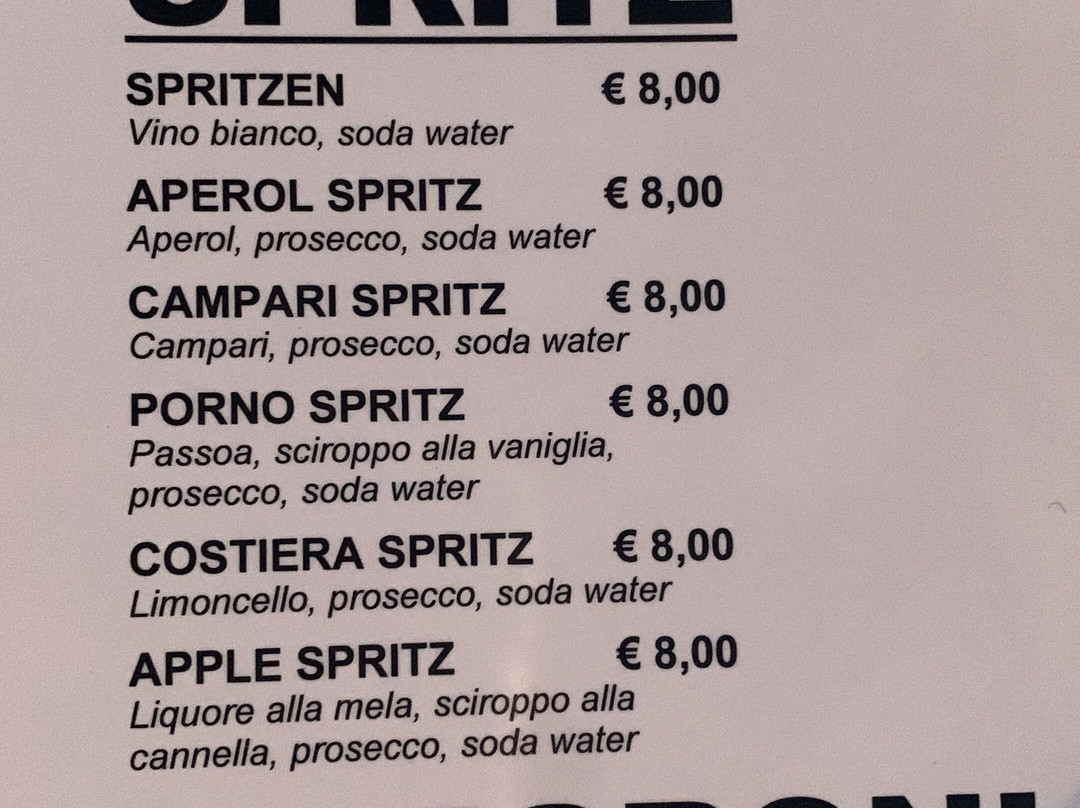 SPRITZ
SPRITZEN € 8,00
Vino bianco, soda water
APEROL SPRITZ € 8,00
Aperol, prosecco, soda water
CAMPARI SPRITZ € 8,00
Campari, prosecco, soda water
PORNO SPRITZ € 8,00
Passoa, sciroppo alla vaniglia,
prosecco, soda water
COSTIERA SPRITZ € 8,00
Limoncello, prosecco, soda water
APPLE SPRITZ € 8,00
Liquore alla mela, sciroppo alla
cannella, prosecco, soda water